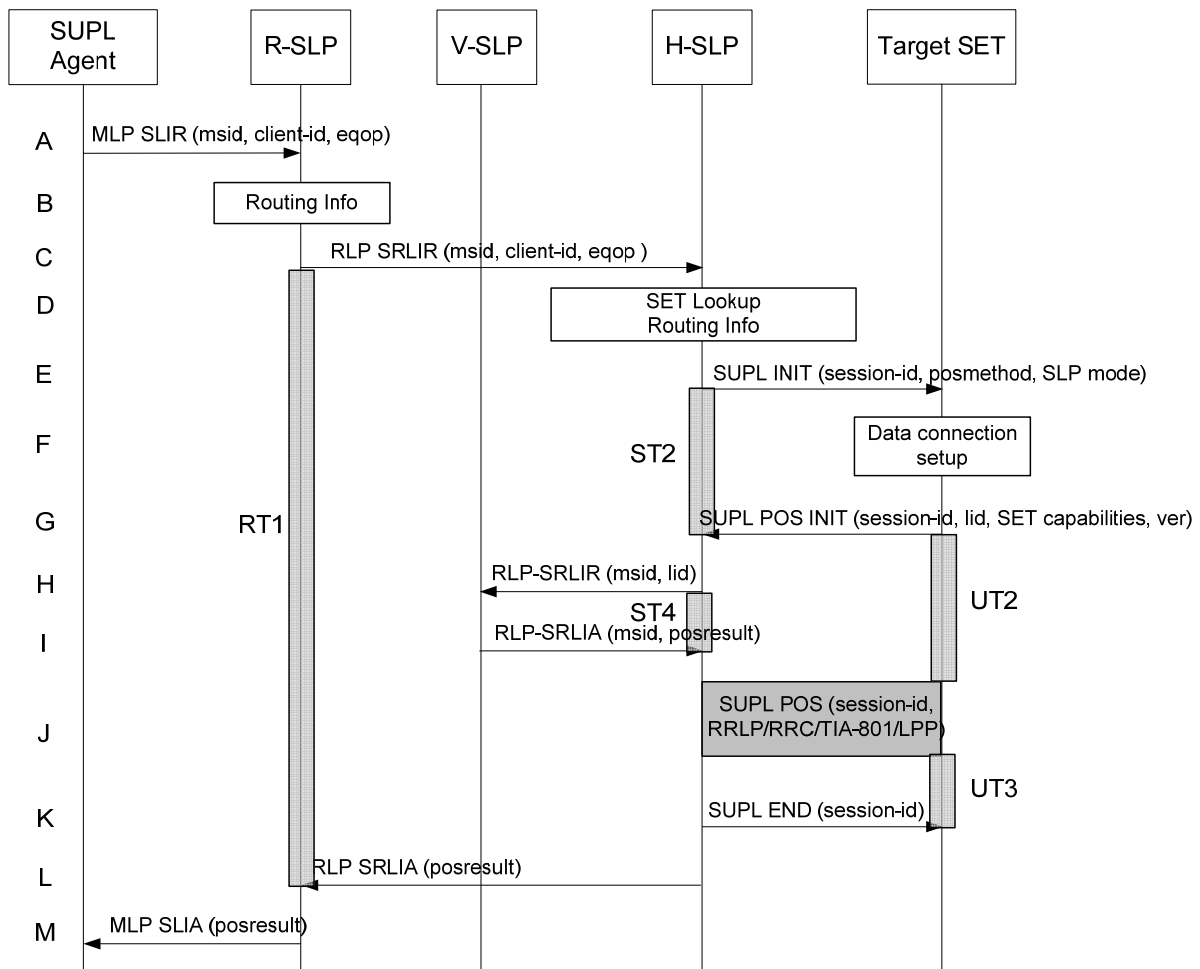 SUPL
Agent
R-SLP
V-SLP
H-SLP
Target SET
A
MLP SLIR (msid, client-id, eqop)
B
Routing Info
C
RLP SRLIR (msid, client-id, eqop )
D
SET Lookup
Routing Info
E
SUPL INIT (session-id, posmethod, SLP mode)
F
ST2
Data connection
setup
G
RT1
SUPL POS INIT (session-id, lid, SET capabilities, ver)
H
RLP-SRLIR (msid, lid)
ST4
UT2
I
RLP-SRLIA (msid, posresult)
J
SUPL POS (session-id,
RRLP/RRC/TIA-801/LPP)
UT3
K
SUPL END (session-id)
L
RLP SRLIA (posresult)
M
MLP SLIA (posresult)